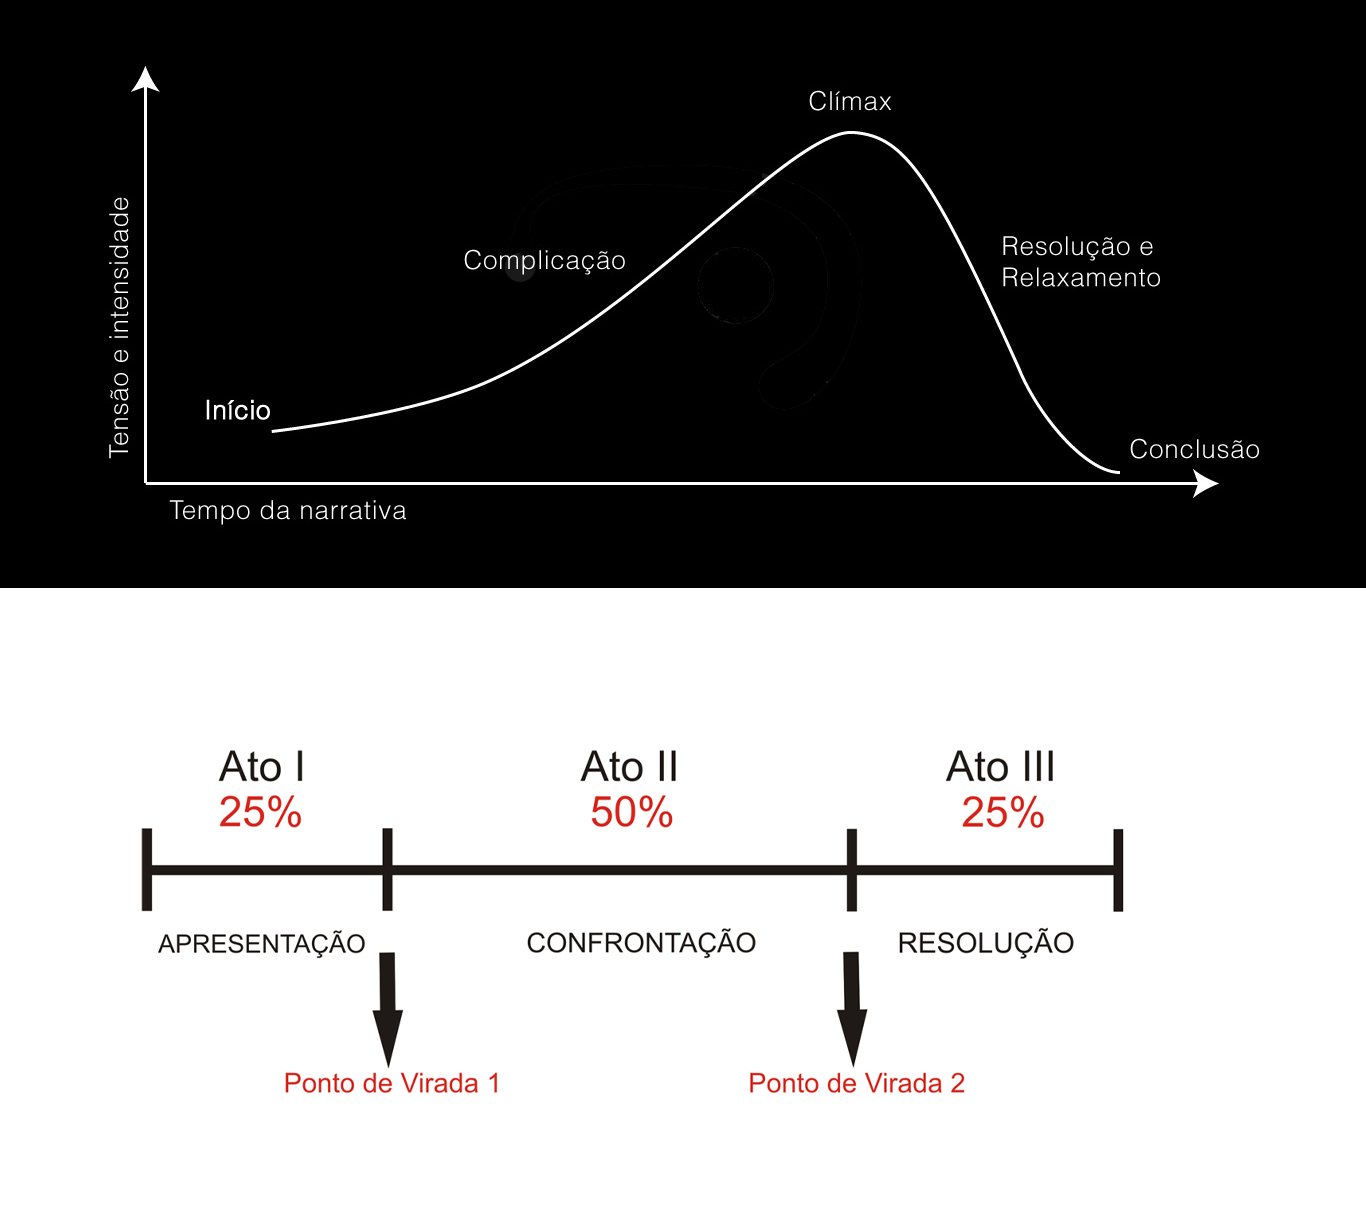 Clímax
Complicação
Resolução e
Relaxamento
Tensão e intensidade
Início
Conclusão
Tempo da narrativa
Ato I
25%
Ato II
50%
Ato III
25%
APRESENTAÇÃO
CONFRONTAÇÃO
RESOLUÇÃO
Ponto de Virada 1
Ponto de Virada 2